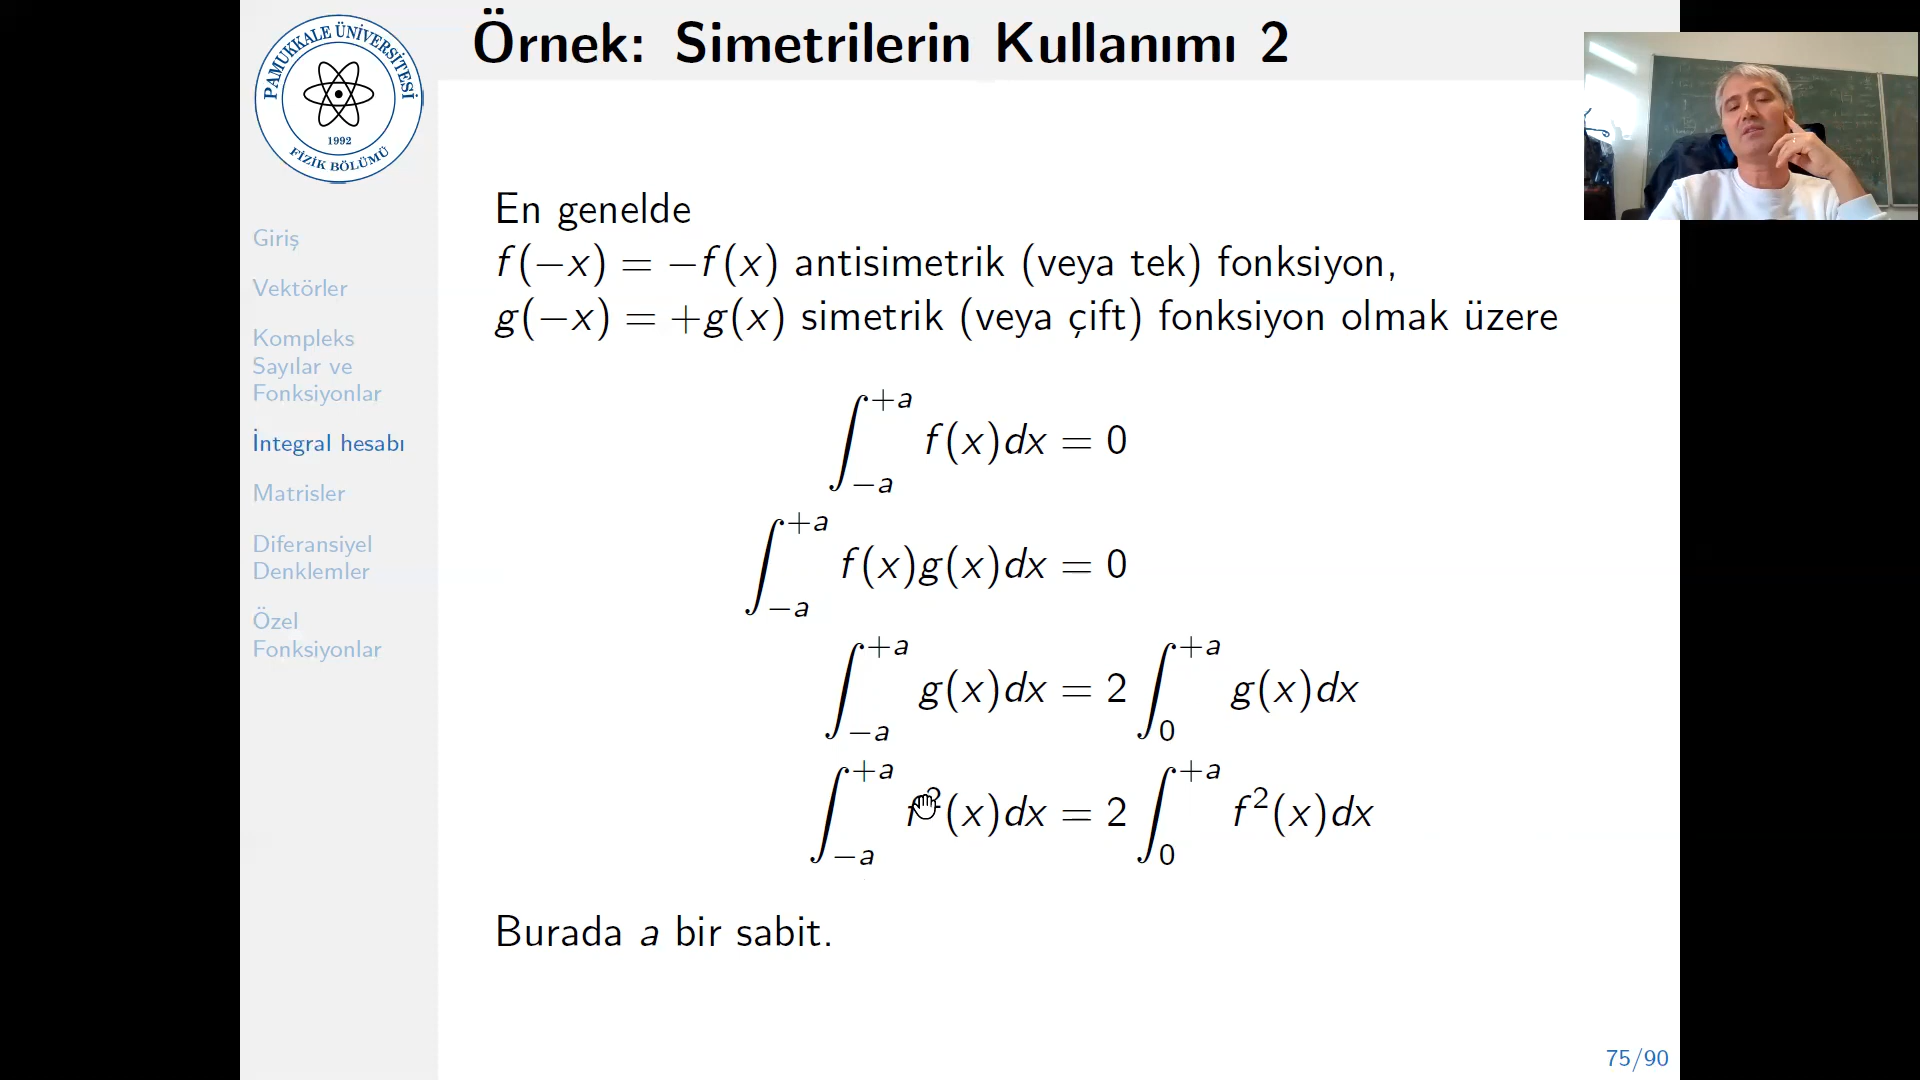 Örnek: Simetrilerin Kullanımı 2
PAMUKKALE ÜNİVERSİTESİ
1992
FİZİK BÖLÜMÜ
Giriş
Vektörler
Kompleks
Sayılar ve
Fonksiyonlar
İntegral hesabı
Matrisler
Diferansiyel
Denklemler
Özel
Fonksiyonlar
En genelde
f(−x) = −f(x) antisimetrik (veya tek) fonksiyon,
g(−x) = +g(x) simetrik (veya çift) fonksiyon olmak üzere
∫_{−a}^{+a} f(x)dx = 0
∫_{−a}^{+a} f(x)g(x)dx = 0
∫_{−a}^{+a} g(x)dx = 2 ∫_{0}^{+a} g(x)dx
∫_{−a}^{+a} f²(x)dx = 2 ∫_{0}^{+a} f²(x)dx
Burada a bir sabit.
75/90